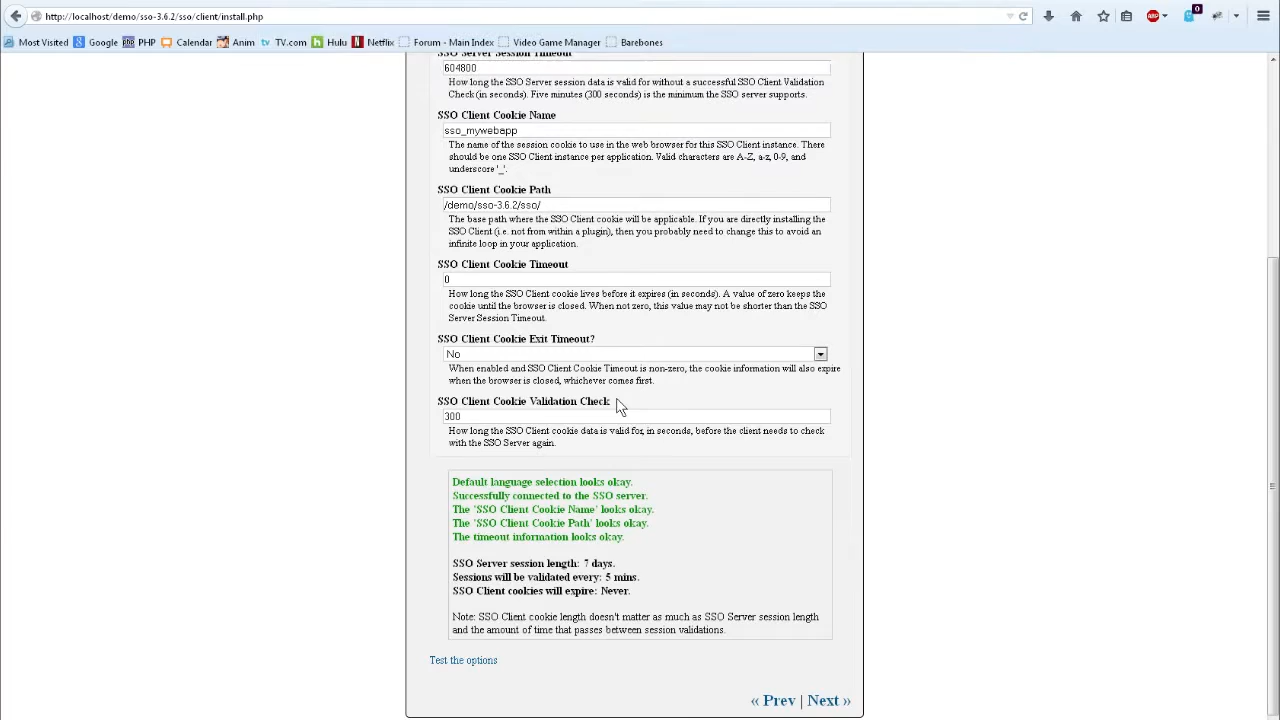 http://localhost/demo/sso-3.6.2/sso/client/install.php
ABP
0
Most Visited Google PHP Calendar Anim TV.com Hulu Netflix Forum - Main Index Video Game Manager Barebones
SSO Server Session Timeout
604800
How long the SSO Server session data is valid for without a successful SSO Client Validation
Check (in seconds). Five minutes (300 seconds) is the minimum the SSO server supports.
SSO Client Cookie Name
sso_mywebapp
The name of the session cookie to use in the web browser for this SSO Client instance. There
should be one SSO Client instance per application. Valid characters are A-Z, a-z, 0-9, and
underscore '_'.
SSO Client Cookie Path
/demo/sso-3.6.2/sso/
The base path where the SSO Client cookie will be applicable. If you are directly installing the
SSO Client (i.e. not from within a plugin), then you probably need to change this to avoid an
infinite loop in your application.
SSO Client Cookie Timeout
0
How long the SSO Client cookie lives before it expires (in seconds). A value of zero keeps the
cookie until the browser is closed. When not zero, this value may not be shorter than the SSO
Server Session Timeout.
SSO Client Cookie Exit Timeout?
No
When enabled and SSO Client Cookie Timeout is non-zero, the cookie information will also expire
when the browser is closed, whichever comes first.
SSO Client Cookie Validation Check
300
How long the SSO Client cookie data is valid for, in seconds, before the client needs to check
with the SSO Server again.
Default language selection looks okay.
Successfully connected to the SSO server.
The 'SSO Client Cookie Name' looks okay.
The 'SSO Client Cookie Path' looks okay.
The timeout information looks okay.
SSO Server session length: 7 days.
Sessions will be validated every: 5 mins.
SSO Client cookies will expire: Never.
Note: SSO Client cookie length doesn't matter as much as SSO Server session length
and the amount of time that passes between session validations.
Test the options
« Prev | Next »